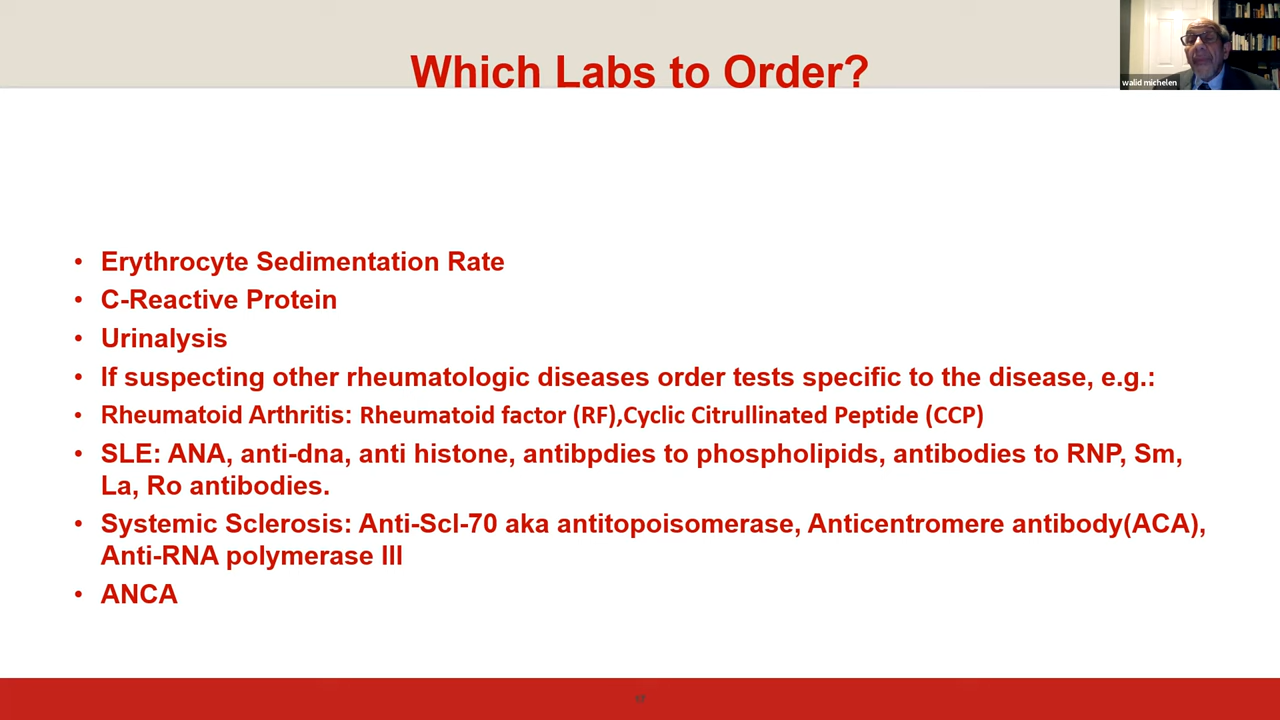 Which Labs to Order?
walid michelen
• Erythrocyte Sedimentation Rate
• C-Reactive Protein
• Urinalysis
• If suspecting other rheumatologic diseases order tests specific to the disease, e.g.:
• Rheumatoid Arthritis: Rheumatoid factor (RF),Cyclic Citrullinated Peptide (CCP)
• SLE: ANA, anti-dna, anti histone, antibpdies to phospholipids, antibodies to RNP, Sm,
La, Ro antibodies.
• Systemic Sclerosis: Anti-Scl-70 aka antitopoisomerase, Anticentromere antibody(ACA),
Anti-RNA polymerase III
• ANCA